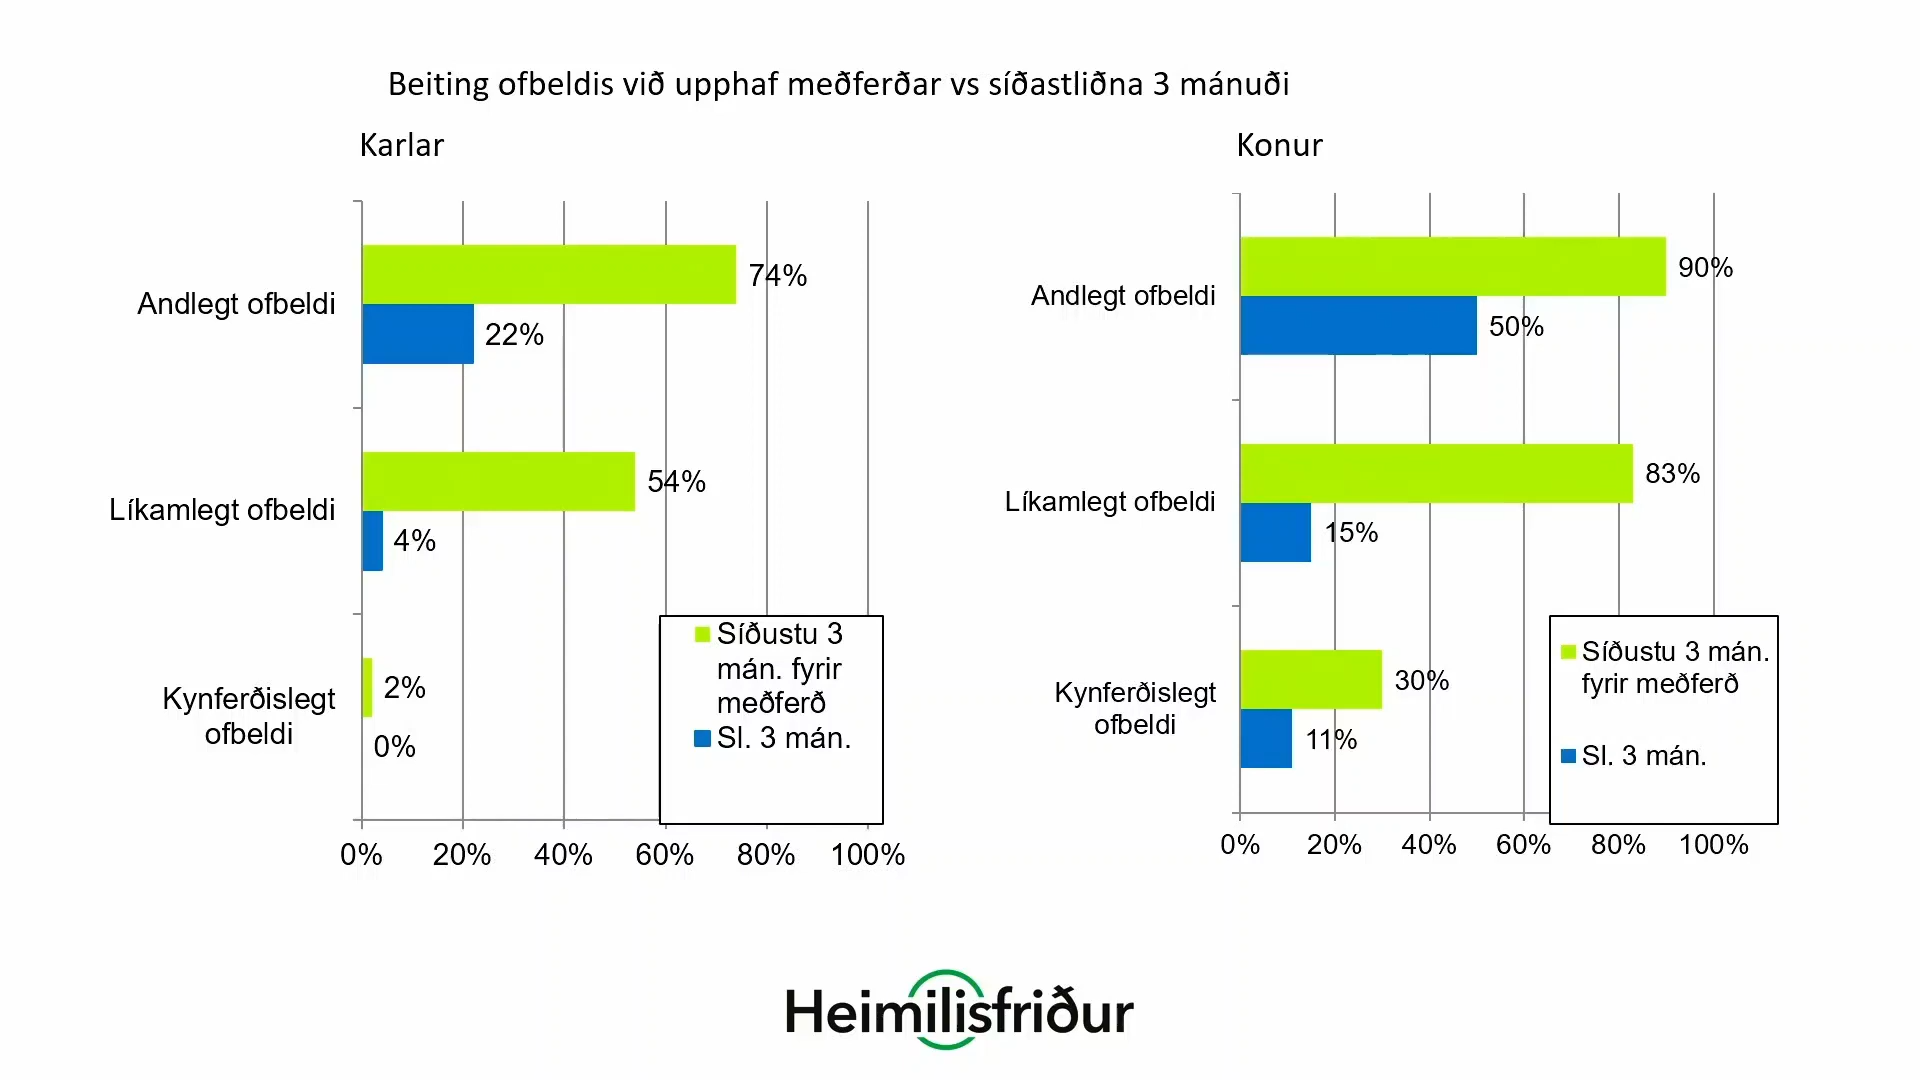 Beiting ofbeldis við upphaf meðferðar vs síðastliðna 3 mánuði
Karlar
Andlegt ofbeldi
74%
22%
Líkamlegt ofbeldi
54%
4%
Kynferðislegt
ofbeldi
2%
0%
Síðustu 3
mán. fyrir
meðferð
Sl. 3 mán.
0% 20% 40% 60% 80% 100%
Konur
Andlegt ofbeldi
90%
50%
Líkamlegt ofbeldi
83%
15%
Kynferðislegt
ofbeldi
30%
11%
Síðustu 3 mán.
fyrir meðferð
Sl. 3 mán.
0% 20% 40% 60% 80% 100%
Heimilisfriður